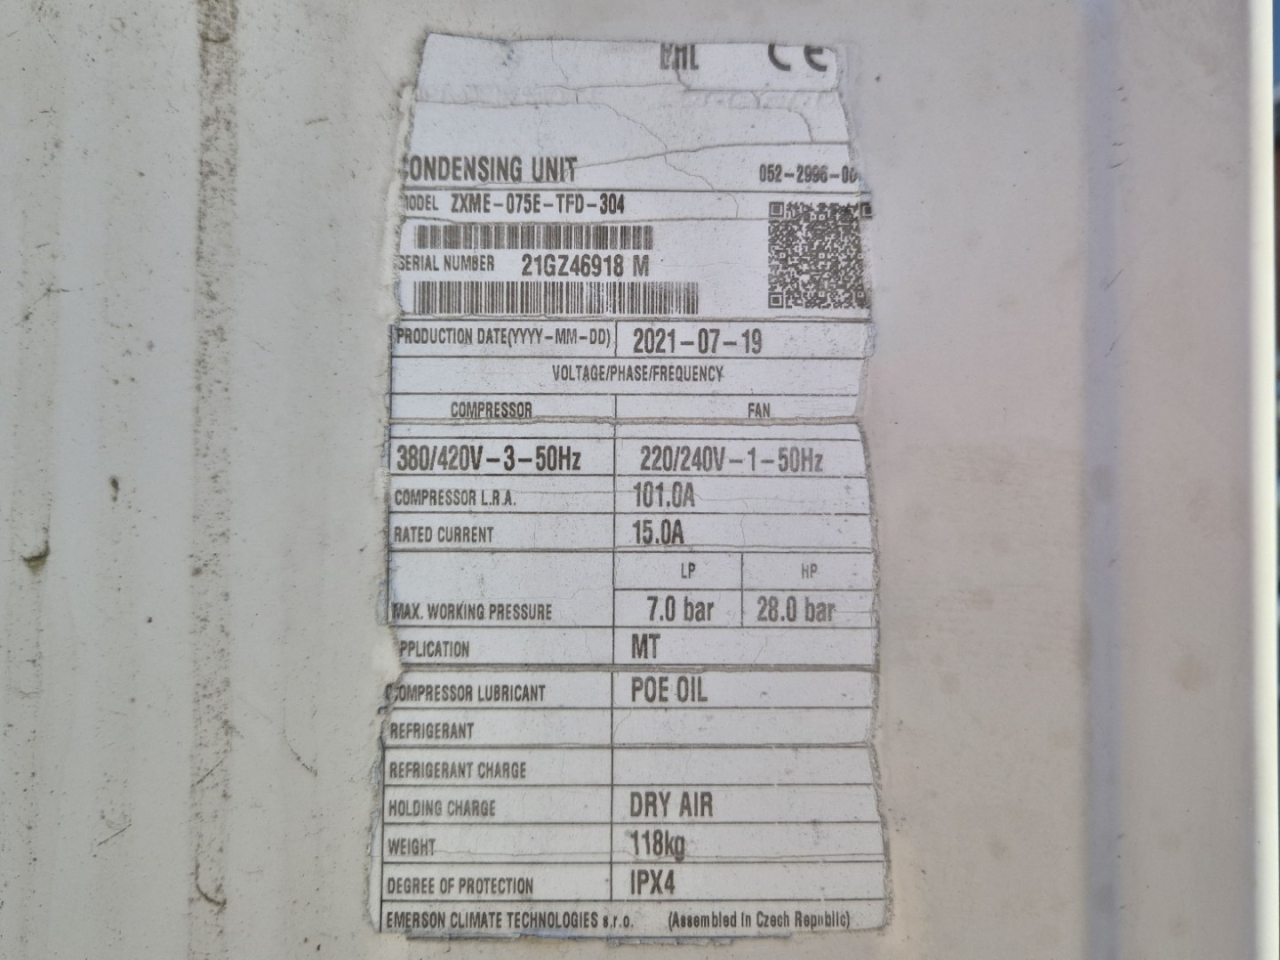 EAC CE
CONDENSING UNIT 052-2996-00
MODEL ZXME-075E-TFD-304
SERIAL NUMBER 21GZ46918 M
PRODUCTION DATE(YYYY-MM-DD) 2021-07-19
VOLTAGE/PHASE/FREQUENCY
COMPRESSOR FAN
380/420V-3-50Hz 220/240V-1-50Hz
COMPRESSOR L.R.A. 101.0A
RATED CURRENT 15.0A
LP HP
MAX. WORKING PRESSURE 7.0 bar 28.0 bar
APPLICATION MT
COMPRESSOR LUBRICANT POE OIL
REFRIGERANT
REFRIGERANT CHARGE
HOLDING CHARGE DRY AIR
WEIGHT 118kg
DEGREE OF PROTECTION IPX4
EMERSON CLIMATE TECHNOLOGIES s.r.o. (Assembled in Czech Republic)